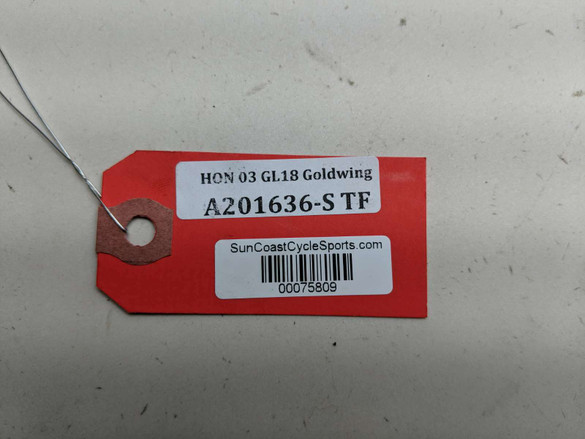 HON 03 GL18 Goldwing
A201636-S TF
SunCoastCycleSports.com
00075809